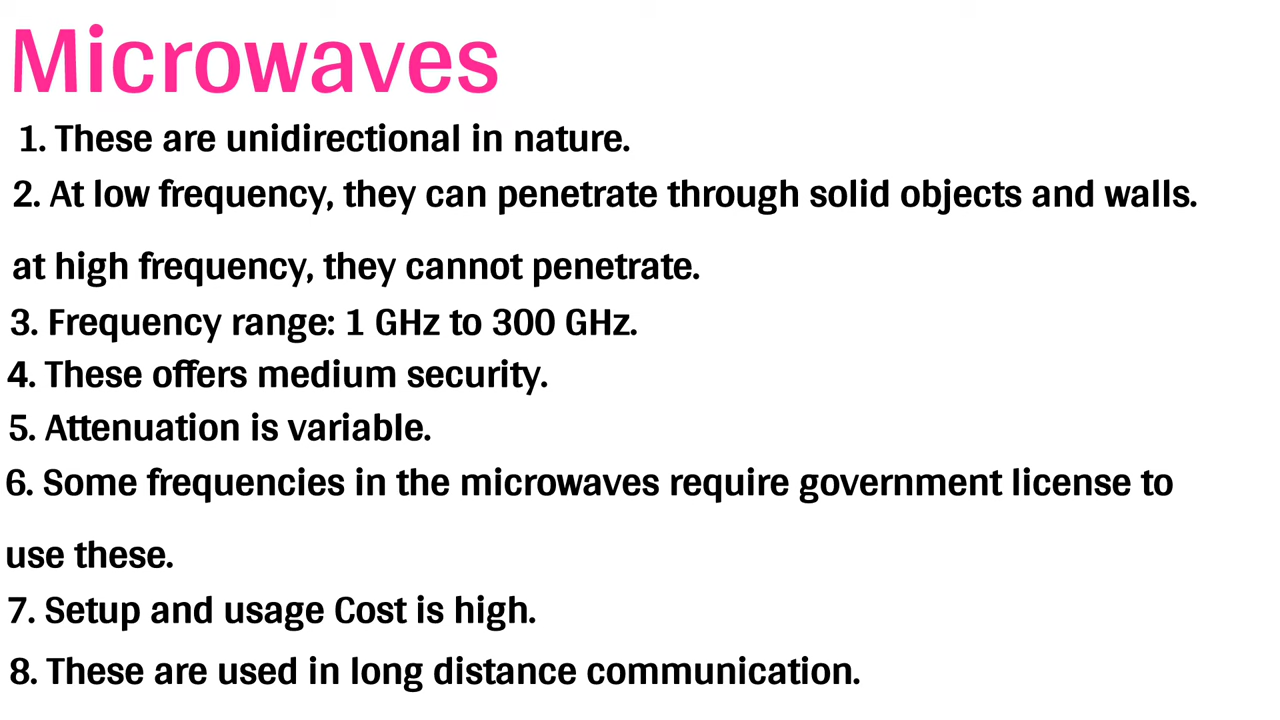 Microwaves
1. These are unidirectional in nature.
2. At low frequency, they can penetrate through solid objects and walls.
at high frequency, they cannot penetrate.
3. Frequency range: 1 GHz to 300 GHz.
4. These offers medium security.
5. Attenuation is variable.
6. Some frequencies in the microwaves require government license to
use these.
7. Setup and usage Cost is high.
8. These are used in long distance communication.